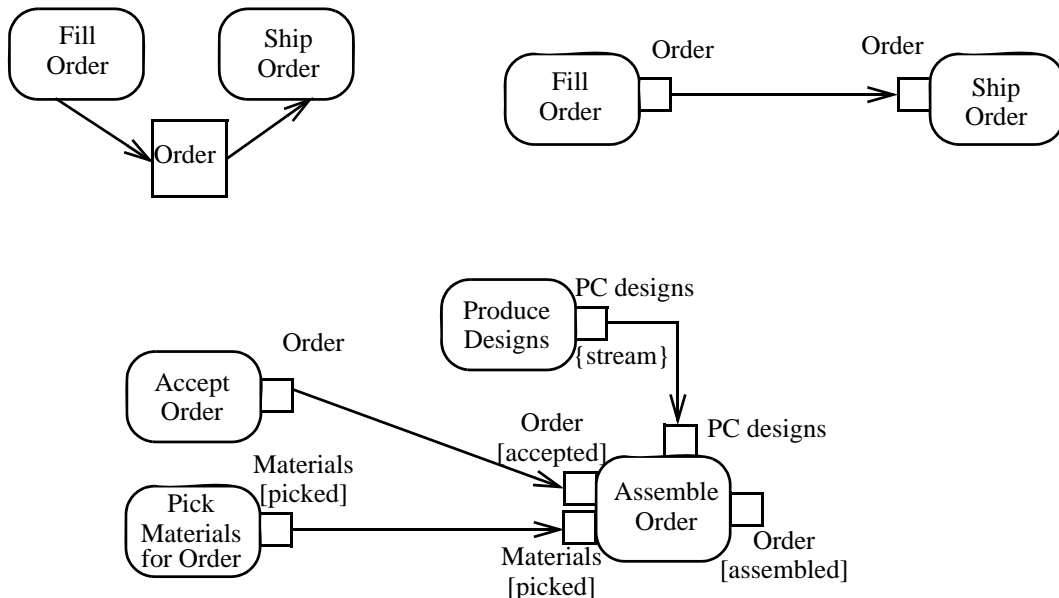 Fill
Order
Ship
Order
Order
Order
Order
Fill
Order
Ship
Order
PC designs
Produce
Designs
{stream}
Order
Accept
Order
Order
[accepted]
PC designs
Materials
[picked]
Pick
Materials
for Order
Assemble
Order
Materials
[picked]
Order
[assembled]